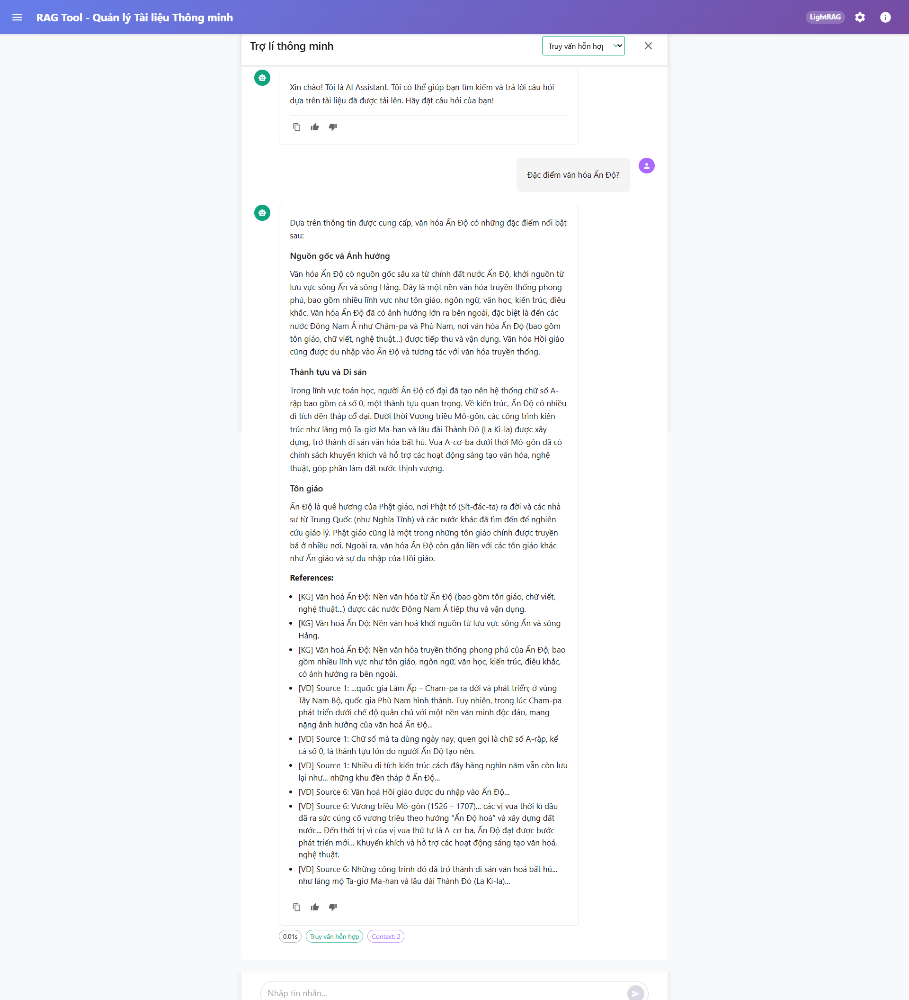 RAG Tool - Quản lý Tài liệu Thông minh
LightRAG
Trợ lí thông minh
Truy vấn hỗn hợp
Xin chào! Tôi là AI Assistant. Tôi có thể giúp bạn tìm kiếm và trả lời câu hỏi
dựa trên tài liệu đã được tải lên. Hãy đặt câu hỏi của bạn!
Đặc điểm văn hóa Ấn Độ?
Dựa trên thông tin được cung cấp, văn hóa Ấn Độ có những đặc điểm nổi bật
sau:
Nguồn gốc và Ảnh hưởng
Văn hóa Ấn Độ có nguồn gốc sâu xa từ chính đất nước Ấn Độ, khởi nguồn từ
lưu vực sông Ấn và sông Hằng. Đây là một nền văn hóa truyền thống phong
phú, bao gồm nhiều lĩnh vực như tôn giáo, ngôn ngữ, văn học, kiến trúc, điêu
khắc. Văn hóa Ấn Độ đã có ảnh hưởng lớn ra bên ngoài, đặc biệt là đến các
nước Đông Nam Á như Chăm-pa và Phù Nam, nơi văn hóa Ấn Độ (bao gồm
tôn giáo, chữ viết, nghệ thuật...) được tiếp thu và vận dụng. Văn hóa Hồi giáo
cũng được du nhập vào Ấn Độ và tương tác với văn hóa truyền thống.
Thành tựu và Di sản
Trong lĩnh vực toán học, người Ấn Độ cổ đại đã tạo nên hệ thống chữ số A-
rập bao gồm cả số 0, một thành tựu quan trọng. Về kiến trúc, Ấn Độ có nhiều
di tích đền tháp cổ đại. Dưới thời Vương triều Mô-gôn, các công trình kiến
trúc như lăng mộ Ta-giơ Ma-han và lâu đài Thành Đỏ (La Ki-la) được xây
dựng, trở thành di sản văn hóa bất hủ. Vua A-cơ-ba dưới thời Mô-gôn đã có
chính sách khuyến khích và hỗ trợ các hoạt động sáng tạo văn hóa, nghệ
thuật, góp phần làm đất nước thịnh vượng.
Tôn giáo
Ấn Độ là quê hương của Phật giáo, nơi Phật tổ (Sít-đác-ta) ra đời và các nhà
sư từ Trung Quốc (như Nghĩa Tĩnh) và các nước khác đã tìm đến để nghiên
cứu giáo lý. Phật giáo cũng là một trong những tôn giáo chính được truyền
bá ở nhiều nơi. Ngoài ra, văn hóa Ấn Độ còn gắn liền với các tôn giáo khác
như Ấn giáo và sự du nhập của Hồi giáo.
References:
• [KG] Văn hoá Ấn Độ: Nền văn hóa từ Ấn Độ (bao gồm tôn giáo, chữ viết,
nghệ thuật...) được các nước Đông Nam Á tiếp thu và vận dụng.
• [KG] Văn hoá Ấn Độ: Nền văn hoá khởi nguồn từ lưu vực sông Ấn và sông
Hằng.
• [KG] Văn hoá Ấn Độ: Nền văn hóa truyền thống phong phú của Ấn Độ, bao
gồm nhiều lĩnh vực như tôn giáo, ngôn ngữ, văn học, kiến trúc, điêu khắc,
có ảnh hưởng ra bên ngoài.
• [VD] Source 1: ...quốc gia Lâm Ấp – Cham-pa ra đời và phát triển; ở vùng
Tây Nam Bộ, quốc gia Phù Nam hình thành. Tuy nhiên, trong lúc Cham-pa
phát triển dưới chế độ quân chủ với một nền văn minh độc đáo, mang
nặng ảnh hưởng của văn hoá Ấn Độ...
• [VD] Source 1: Chữ số mà ta dùng ngày nay, quen gọi là chữ số A-rập, kể
cả số 0, là thành tựu lớn do người Ấn Độ tạo nên.
• [VD] Source 1: Nhiều di tích kiến trúc cách đây hàng nghìn năm vẫn còn lưu
lại như... những khu đền tháp ở Ấn Độ...
• [VD] Source 6: Văn hoá Hồi giáo được du nhập vào Ấn Độ...
• [VD] Source 6: Vương triều Mô-gôn (1526 – 1707)... các vị vua thời kì đầu
đã ra sức củng cố vương triều theo hướng “Ấn Độ hoá” và xây dựng đất
nước... Đến thời trị vì của vị vua thứ tư là A-cơ-ba, Ấn Độ đạt được bước
phát triển mới... Khuyến khích và hỗ trợ các hoạt động sáng tạo văn hoá,
nghệ thuật.
• [VD] Source 6: Những công trình đó đã trở thành di sản văn hoá bất hủ...
như lăng mộ Ta-giơ Ma-han và lâu đài Thành Đỏ (La Ki-la)...
0.01s
Truy vấn hỗn hợp
Context: 2
Nhập tin nhắn...